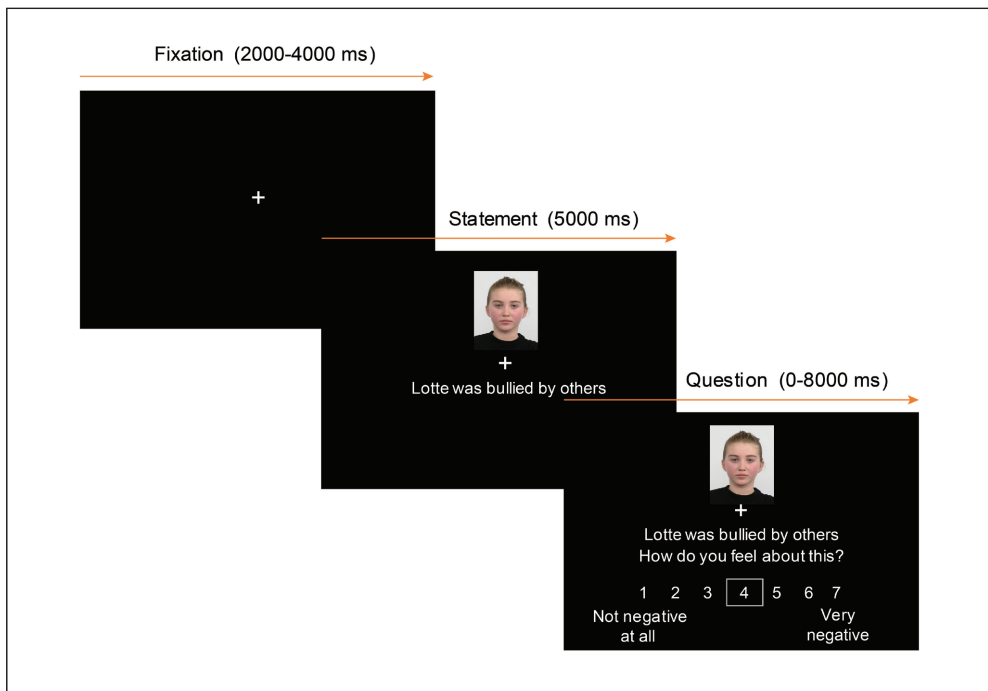 Fixation (2000-4000 ms)
+
Statement (5000 ms)
+
Lotte was bullied by others
Question (0-8000 ms)
+
Lotte was bullied by others
How do you feel about this?
1 2 3 4 5 6 7
Not negative at all
Very negative